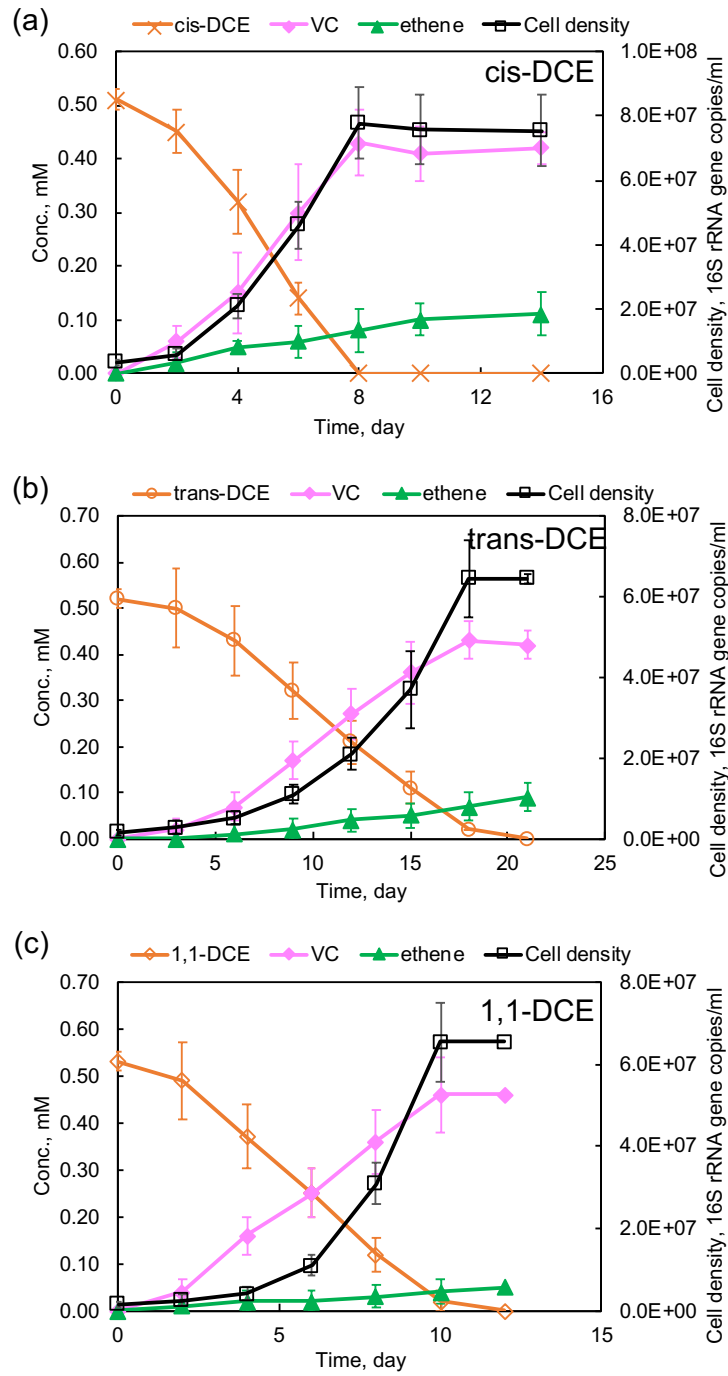 (a)
cis-DCE VC ethene Cell density
cis-DCE
0.60
0.50
0.40
0.30
0.20
0.10
0.00
Conc., mM
1.0E+08
8.0E+07
6.0E+07
4.0E+07
2.0E+07
0.0E+00
Cell density, 16S rRNA gene copies/ml
0 4 8 12 16
Time, day
(b)
trans-DCE VC ethene Cell density
trans-DCE
0.70
0.60
0.50
0.40
0.30
0.20
0.10
0.00
Conc., mM
8.0E+07
6.0E+07
4.0E+07
2.0E+07
0.0E+00
Cell density, 16S rRNA gene copies/ml
0 5 10 15 20 25
Time, day
(c)
1,1-DCE VC ethene Cell density
1,1-DCE
0.70
0.60
0.50
0.40
0.30
0.20
0.10
0.00
Conc., mM
8.0E+07
6.0E+07
4.0E+07
2.0E+07
0.0E+00
Cell density, 16S rRNA gene copies/ml
0 5 10 15
Time, day